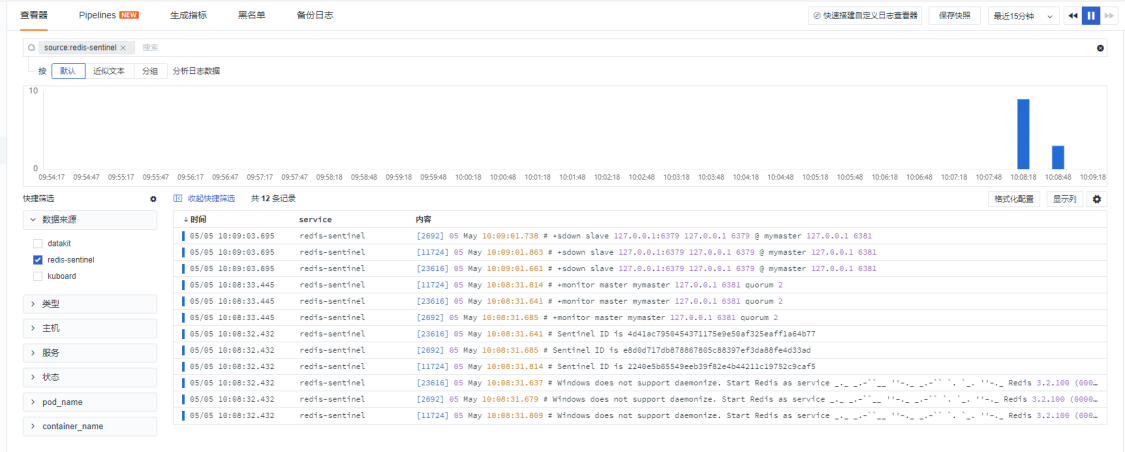 查看器 Pipelines NEW 生成指标 黑名单 备份日志 快速搭建自定义日志查看器 保存快照 最近15分钟
source:redis-sentinel × 搜索
按 默认 近似文本 分组 分析日志数据
10
0
09:54:17 09:54:47 09:55:17 09:55:47 09:56:17 09:56:47 09:57:17 09:57:47 09:58:18 09:58:48 09:59:18 09:59:48 10:00:18 10:00:48 10:01:18 10:01:48 10:02:18 10:02:48 10:03:18 10:03:48 10:04:18 10:04:48 10:05:18 10:05:48 10:06:18 10:06:48 10:07:18 10:07:48 10:08:18 10:08:48 10:09:18
快捷筛选 收起快捷筛选 共 12 条记录 格式化配置 显示列
数据来源
datakit
redis-sentinel
kuboard
类型
主机
服务
状态
pod_name
container_name
时间 service 内容
05/05 10:09:03.695 redis-sentinel [2692] 05 May 10:09:01.738 # +sdown slave 127.0.0.1:6379 127.0.0.1 6379 @ mymaster 127.0.0.1 6381
05/05 10:09:03.695 redis-sentinel [11724] 05 May 10:09:01.863 # +sdown slave 127.0.0.1:6379 127.0.0.1 6379 @ mymaster 127.0.0.1 6381
05/05 10:09:03.695 redis-sentinel [23616] 05 May 10:09:01.661 # +sdown slave 127.0.0.1:6379 127.0.0.1 6379 @ mymaster 127.0.0.1 6381
05/05 10:08:33.445 redis-sentinel [11724] 05 May 10:08:31.814 # +monitor master mymaster 127.0.0.1 6381 quorum 2
05/05 10:08:33.445 redis-sentinel [23616] 05 May 10:08:31.641 # +monitor master mymaster 127.0.0.1 6381 quorum 2
05/05 10:08:33.445 redis-sentinel [2692] 05 May 10:08:31.685 # +monitor master mymaster 127.0.0.1 6381 quorum 2
05/05 10:08:32.432 redis-sentinel [23616] 05 May 10:08:31.641 # Sentinel ID is 4d41ac7950454371175e9e50af325eaff1a64b77
05/05 10:08:32.432 redis-sentinel [2692] 05 May 10:08:31.685 # Sentinel ID is e8d0d717db878867805c88397ef3da88fe4d33ad
05/05 10:08:32.432 redis-sentinel [11724] 05 May 10:08:31.814 # Sentinel ID is 2240e5b85549eeb39f82e4b44211c19752c9caf5
05/05 10:08:32.432 redis-sentinel [23616] 05 May 10:08:31.637 # Windows does not support daemonize. Start Redis as service _._ _.-``__ ''-._ _.-`` `. `_. ''-._ Redis 3.2.100 (000…
05/05 10:08:32.432 redis-sentinel [2692] 05 May 10:08:31.679 # Windows does not support daemonize. Start Redis as service _._ _.-``__ ''-._ _.-`` `. `_. ''-._ Redis 3.2.100 (0000…
05/05 10:08:32.432 redis-sentinel [11724] 05 May 10:08:31.809 # Windows does not support daemonize. Start Redis as service _._ _.-``__ ''-._ _.-`` `. `_. ''-._ Redis 3.2.100 (000…